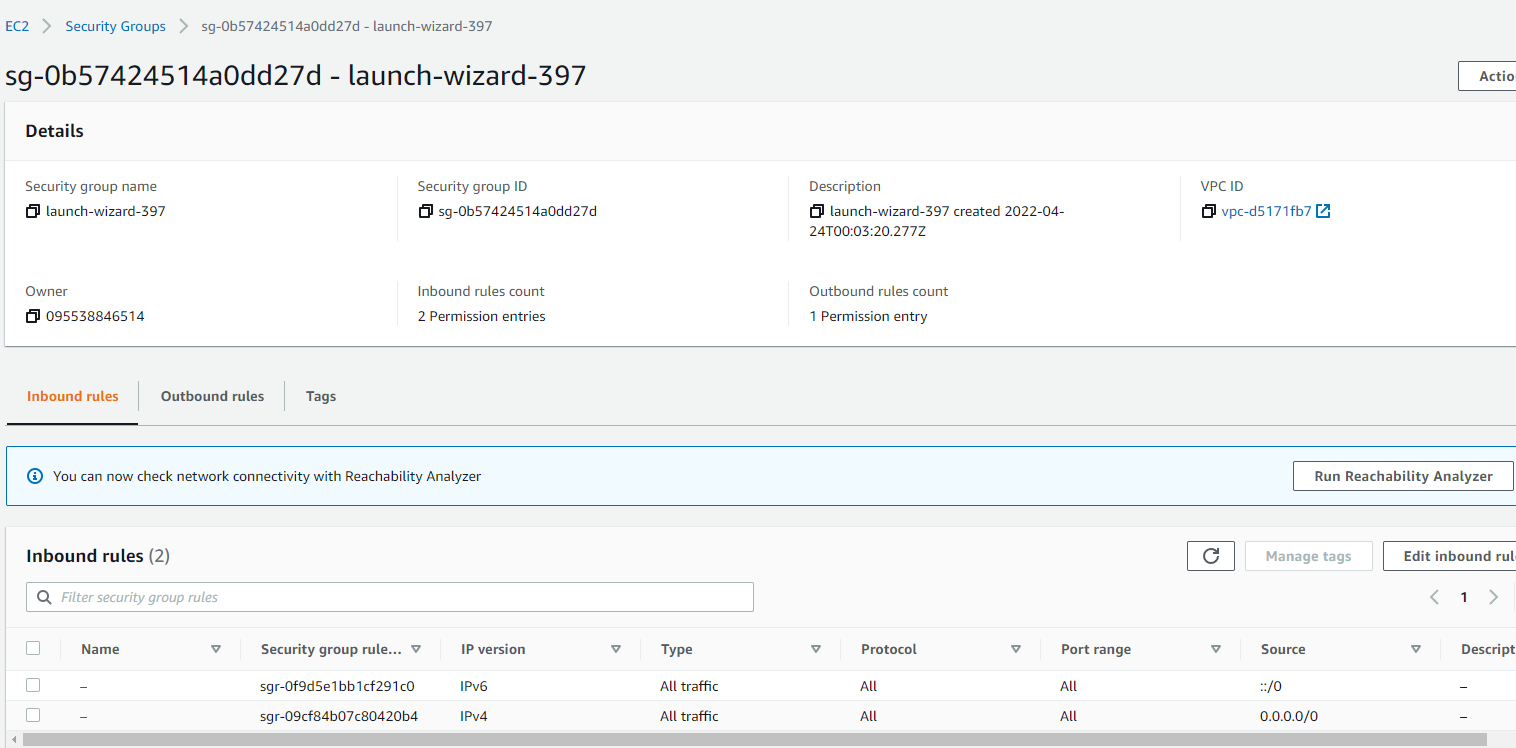 EC2 > Security Groups > sg-0b57424514a0dd27d - launch-wizard-397
sg-0b57424514a0dd27d - launch-wizard-397
Actio
Details
Security group name
launch-wizard-397
Security group ID
sg-0b57424514a0dd27d
Description
launch-wizard-397 created 2022-04-
24T00:03:20.277Z
VPC ID
vpc-d5171fb7
Owner
095538846514
Inbound rules count
2 Permission entries
Outbound rules count
1 Permission entry
Inbound rules Outbound rules Tags
You can now check network connectivity with Reachability Analyzer
Run Reachability Analyzer
Inbound rules (2)
Manage tags
Edit inbound rul
Filter security group rules
1
Name Security group rule... IP version Type Protocol Port range Source Descript
– sgr-0f9d5e1bb1cf291c0 IPv6 All traffic All All ::/0 –
– sgr-09cf84b07c80420b4 IPv4 All traffic All All 0.0.0.0/0 –